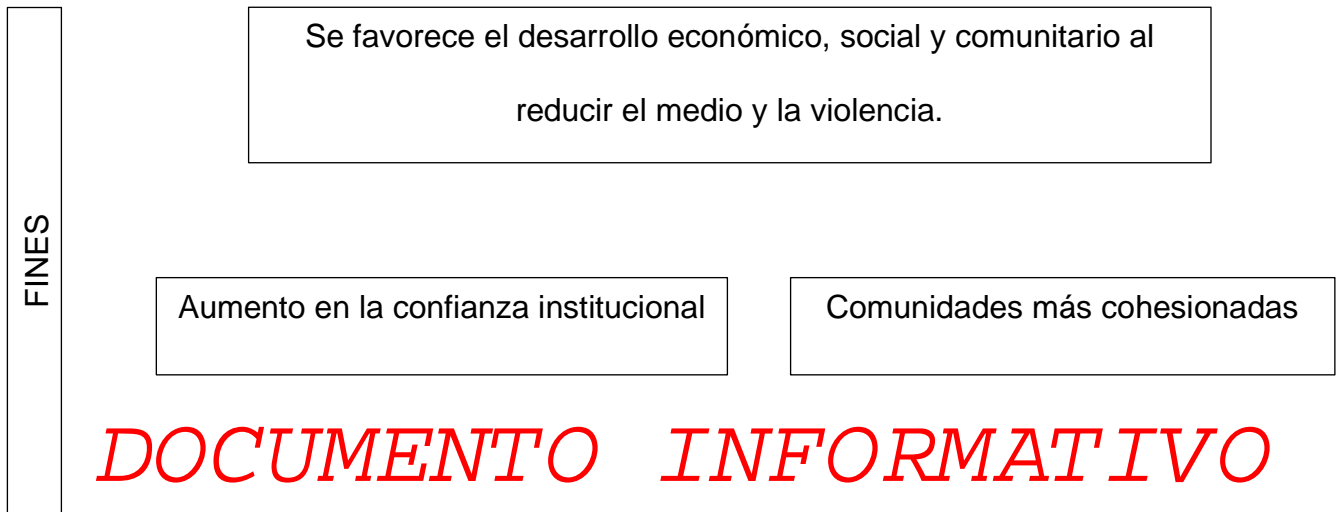 Se favorece el desarrollo económico, social y comunitario al
reducir el medio y la violencia.
FINES
Aumento en la confianza institucional
Comunidades más cohesionadas
DOCUMENTO INFORMATIVO